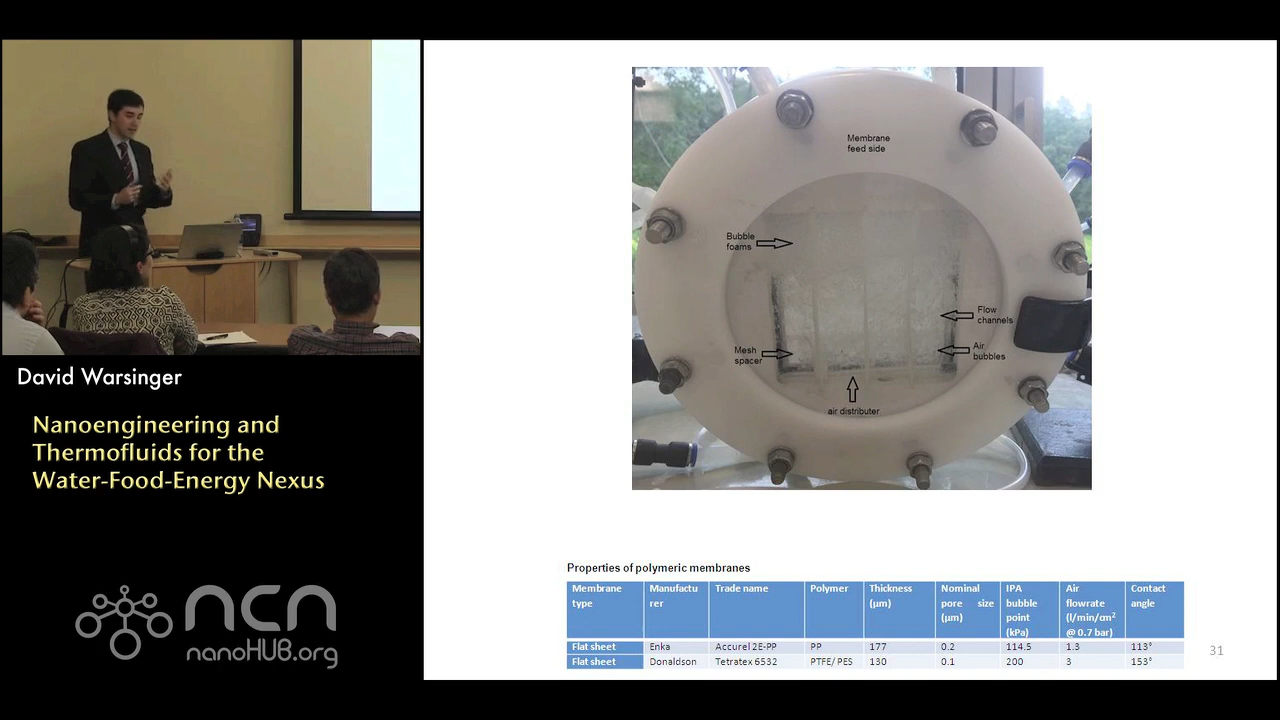 David Warsinger
Nanoengineering and
Thermofluids for the
Water-Food-Energy Nexus
ncn
nanoHUB.org
Membrane
feed side
Bubble
foams
Flow
channels
Mesh
spacer
Air
bubbles
air distributer
Properties of polymeric membranes
Membrane type Manufacturer Trade name Polymer Thickness (μm) Nominal pore size (μm) IPA bubble point (kPa) Air flowrate (l/min/cm² @ 0.7 bar) Contact angle
Flat sheet Enka Accurel 2E-PP PP 177 0.2 114.5 1.3 113°
Flat sheet Donaldson Tetratex 6532 PTFE/ PES 130 0.1 200 3 153°
31